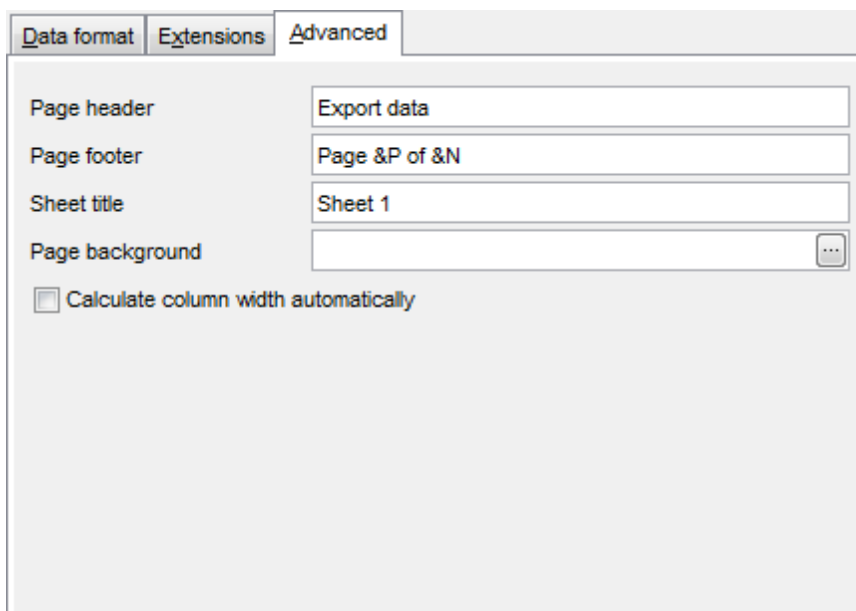 Data format Extensions Advanced
Page header Export data
Page footer Page &P of &N
Sheet title Sheet 1
Page background ...
Calculate column width automatically